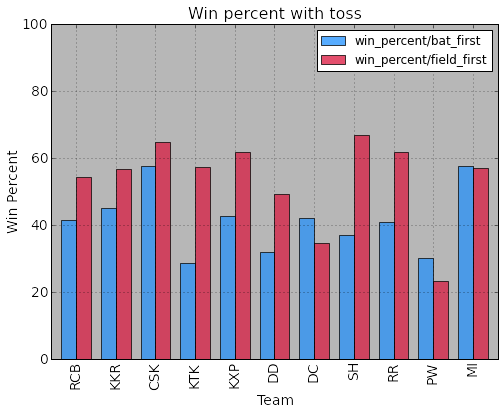 Win percent with toss
win_percent/bat_first
win_percent/field_first
Win Percent
100
80
60
40
20
0
RCB
KKR
CSK
KTK
KXP
DD
DC
SH
RR
PW
MI
Team